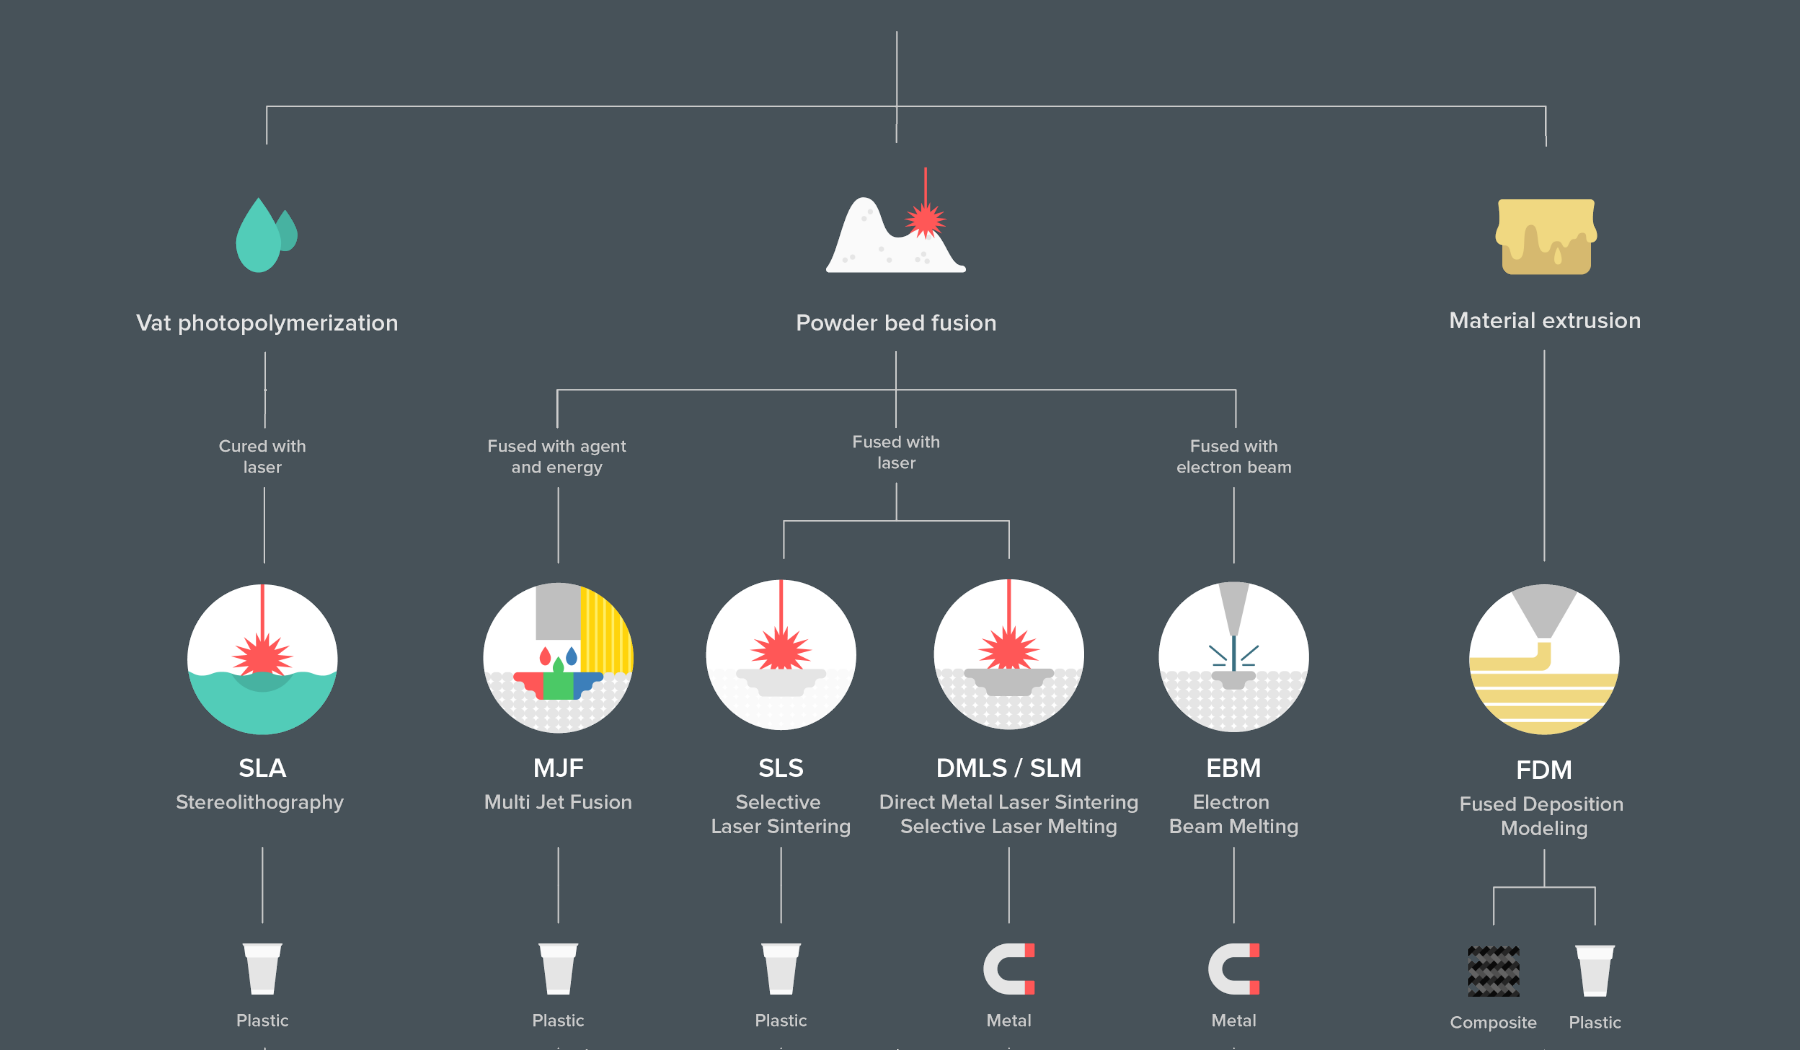 Vat photopolymerization
Powder bed fusion
Material extrusion
Cured with
laser
Fused with agent
and energy
Fused with
laser
Fused with
electron beam
SLA
Stereolithography
MJF
Multi Jet Fusion
SLS
Selective
Laser Sintering
DMLS / SLM
Direct Metal Laser Sintering
Selective Laser Melting
EBM
Electron
Beam Melting
FDM
Fused Deposition
Modeling
Plastic
Plastic
Plastic
Metal
Metal
Composite
Plastic